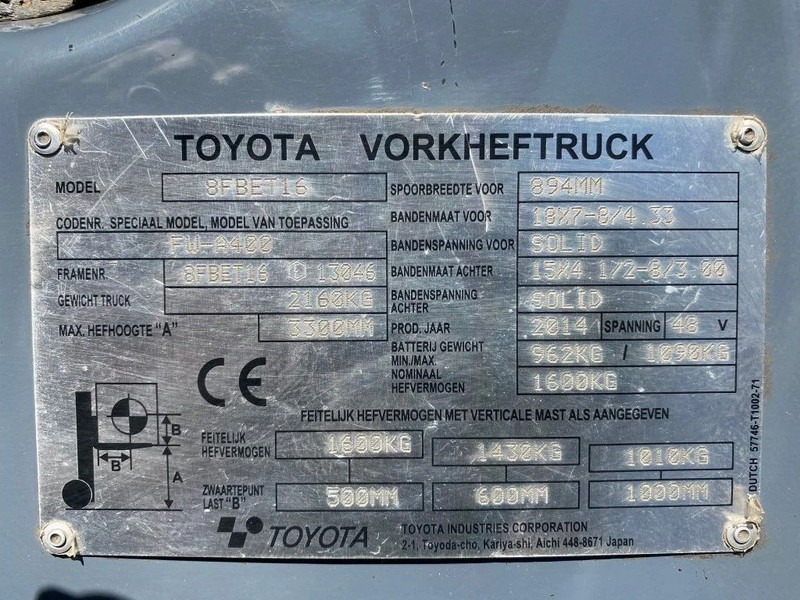 TOYOTA VORKHEFTRUCK
MODEL 8FBET16
CODENR. SPECIAAL MODEL, MODEL VAN TOEPASSING
FW-A400
FRAMENR. 8FBET16 13046
GEWICHT TRUCK 2160KG
MAX. HEFHOOGTE "A" 3300MM
SPOORBREEDTE VOOR 894MM
BANDENMAAT VOOR 18X7-8/4.33
BANDENSPANNING VOOR SOLID
BANDENMAAT ACHTER 15X4.1/2-8/3.00
BANDENSPANNING
ACHTER SOLID
PROD. JAAR 2014 SPANNING 48 V
BATTERIJ GEWICHT
MIN./MAX. 962KG / 1090KG
NOMINAAL
HEFVERMOGEN 1600KG
CE
B
B
A
FEITELIJK HEFVERMOGEN MET VERTICALE MAST ALS AANGEGEVEN
FEITELIJK
HEFVERMOGEN 1600KG 1430KG 1010KG
ZWAARTEPUNT
LAST "B" 500MM 600MM 1000MM
TOYOTA
TOYOTA INDUSTRIES CORPORATION
2-1, Toyoda-cho, Kariya-shi, Aichi 448-8671 Japan
DUTCH 57746-T1002-71